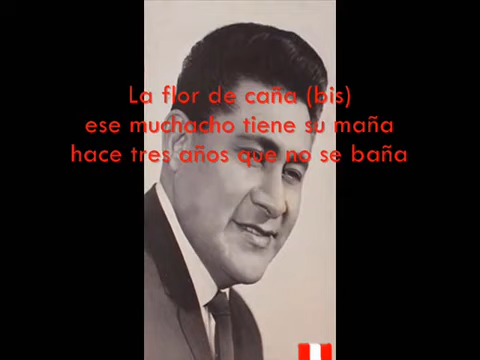 La flor de caña (bis)
ese muchacho tiene su maña
hace tres años que no se baña